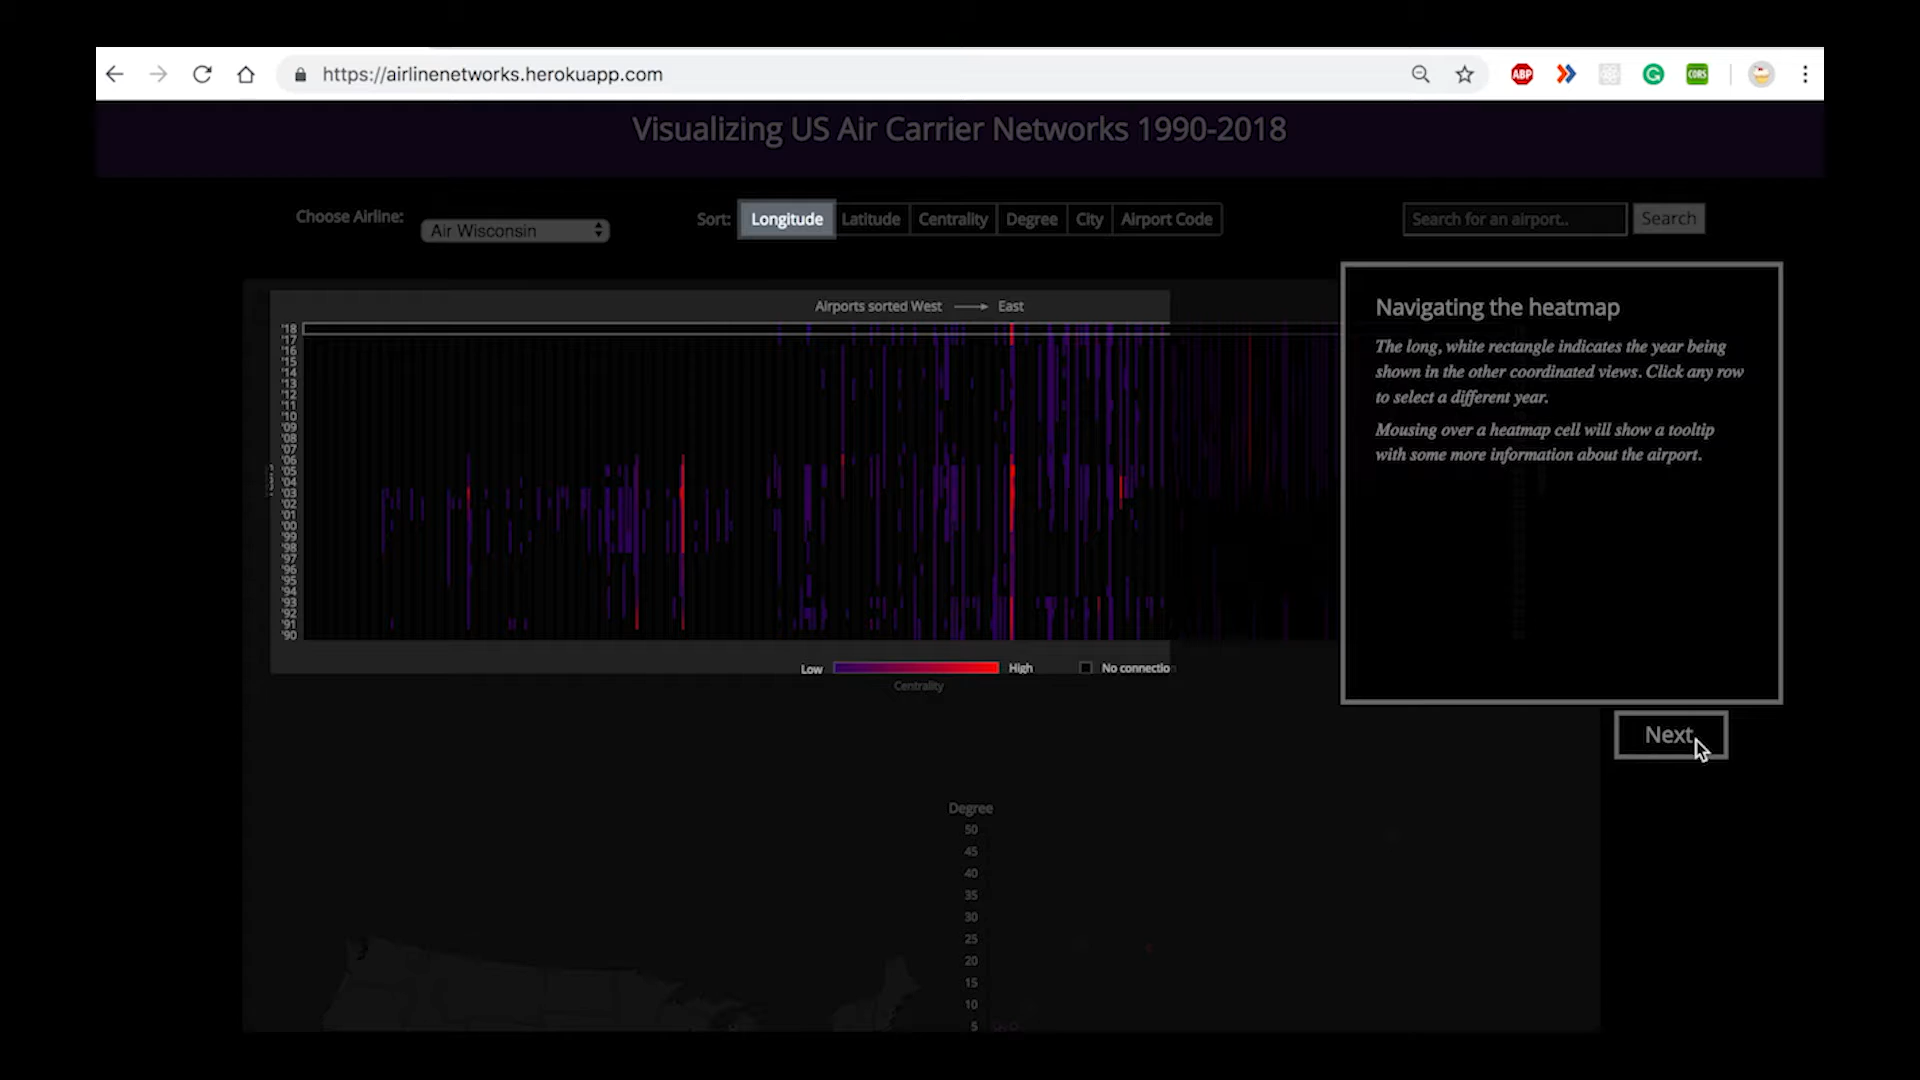 https://airlinenetworks.herokuapp.com
ABP
CORS
Visualizing US Air Carrier Networks 1990-2018
Choose Airline:
Air Wisconsin
Sort:
Longitude
Latitude
Centrality
Degree
City
Airport Code
Search for an airport..
Search
Airports sorted West
East
'18
'17
'16
'15
'14
'13
'12
'11
'10
'09
'08
'07
'06
'05
'04
'03
'02
'01
'00
'99
'98
'97
'96
'95
'94
'93
'92
'91
'90
Low
High
No connectio
Centrality
Navigating the heatmap
The long, white rectangle indicates the year being
shown in the other coordinated views. Click any row
to select a different year.
Mousing over a heatmap cell will show a tooltip
with some more information about the airport.
Next
Degree
50
45
40
35
30
25
20
15
10
5